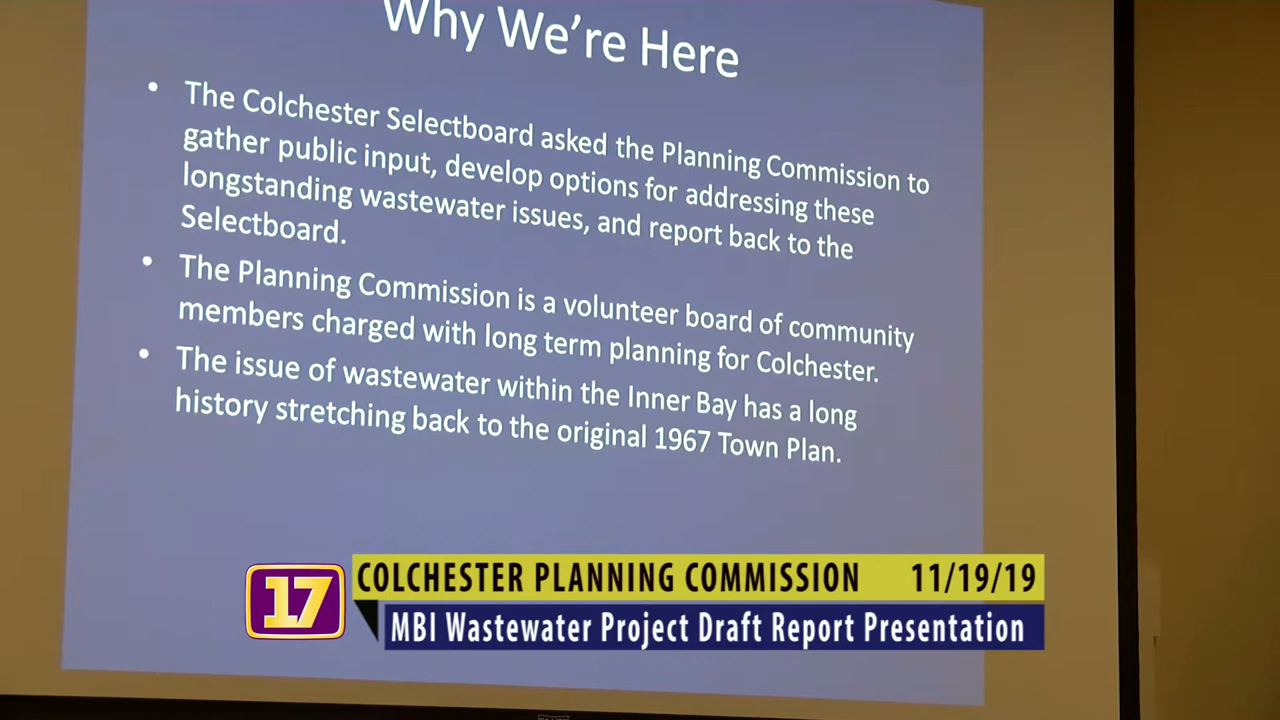 Why We're Here
• The Colchester Selectboard asked the Planning Commission to
gather public input, develop options for addressing these
longstanding wastewater issues, and report back to the
Selectboard.
• The Planning Commission is a volunteer board of community
members charged with long term planning for Colchester.
• The issue of wastewater within the Inner Bay has a long
history stretching back to the original 1967 Town Plan.
17
COLCHESTER PLANNING COMMISSION 11/19/19
MBI Wastewater Project Draft Report Presentation